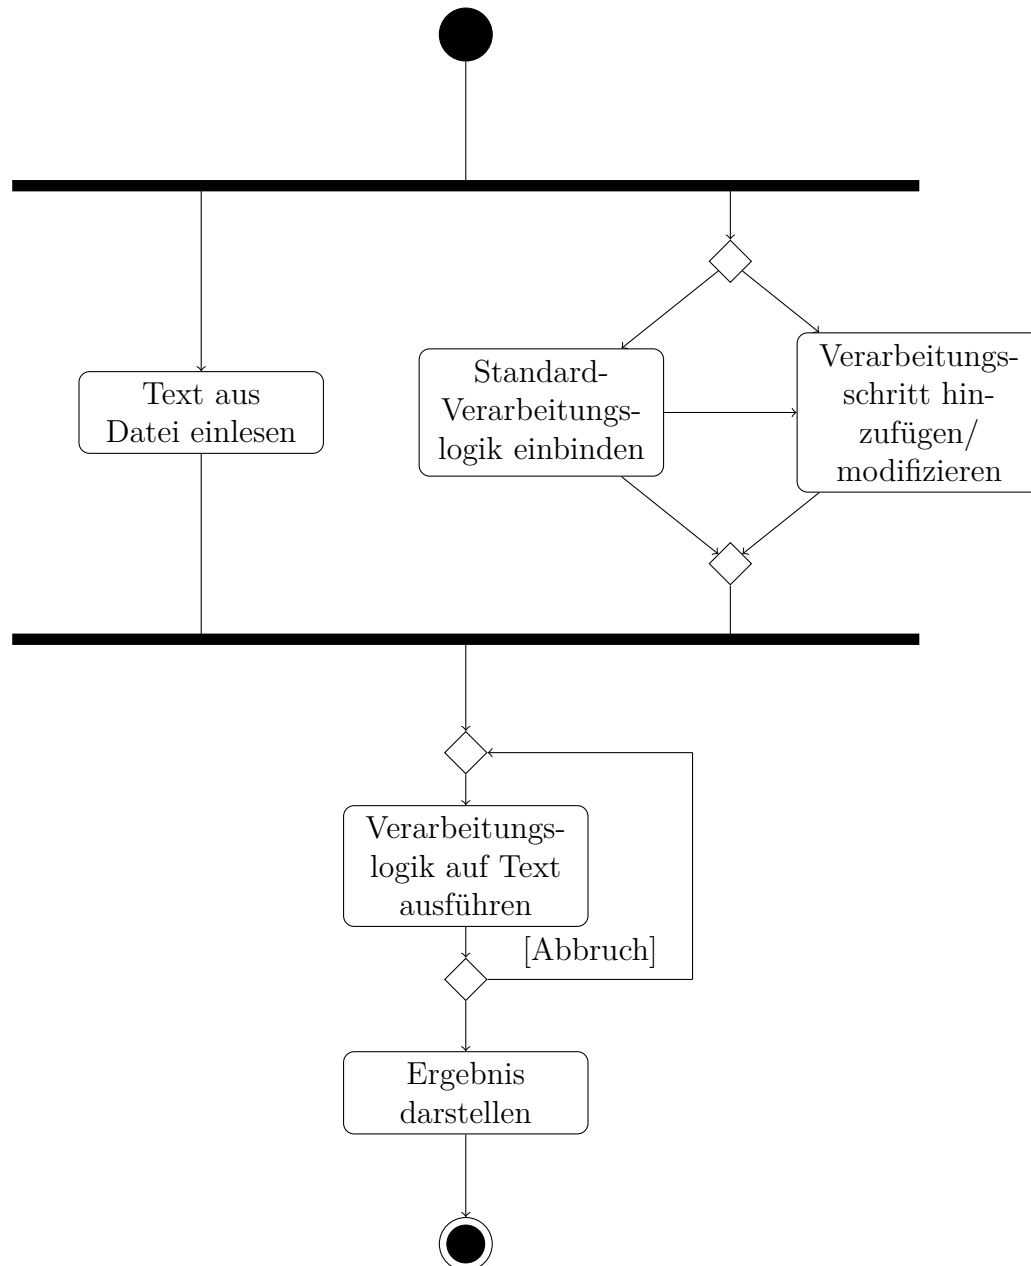 Text aus
Datei einlesen
Standard-
Verarbeitungs-
logik einbinden
Verarbeitungs-
schritt hin-
zufügen/
modifizieren
Verarbeitungs-
logik auf Text
ausführen
[Abbruch]
Ergebnis
darstellen